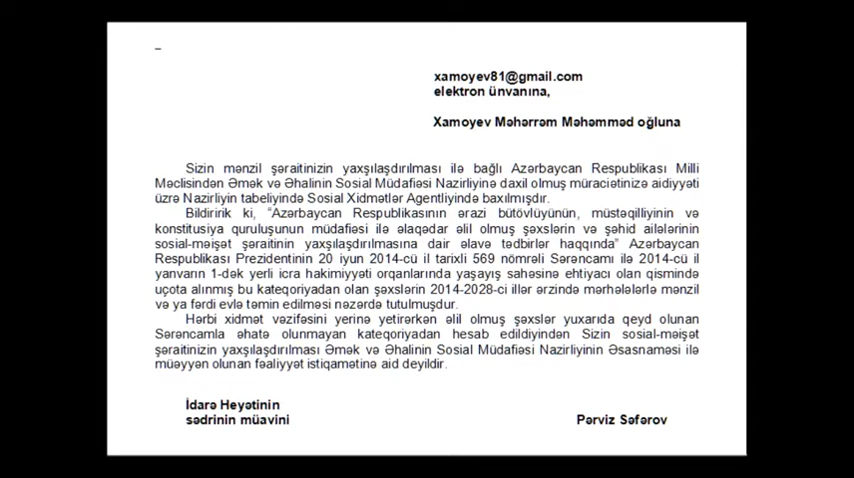 –
xamoyev81@gmail.com
elektron ünvanına,
Xamoyev Məhərrəm Məhəmməd oğluna
Sizin mənzil şəraitinizin yaxşılaşdırılması ilə bağlı Azərbaycan Respublikası Milli
Məclisindən Əmək və Əhalinin Sosial Müdafiəsi Nazirliyinə daxil olmuş müraciətinizə aidiyyəti
üzrə Nazirliyin tabeliyində Sosial Xidmətlər Agentliyində baxılmışdır.
Bildiririk ki, “Azərbaycan Respublikasının ərazi bütövlüyünün, müstəqilliyinin və
konstitusiya quruluşunun müdafiəsi ilə əlaqədar əlil olmuş şəxslərin və şəhid ailələrinin
sosial-məişət şəraitinin yaxşılaşdırılmasına dair əlavə tədbirlər haqqında” Azərbaycan
Respublikası Prezidentinin 20 iyun 2014-cü il tarixli 569 nömrəli Sərəncamı ilə 2014-cü il
yanvarın 1-dək yerli icra hakimiyyəti orqanlarında yaşayış sahəsinə ehtiyacı olan qismində
uçota alınmış bu kateqoriyadan olan şəxslərin 2014-2028-ci illər ərzində mərhələlərlə mənzil
və ya fərdi evlə təmin edilməsi nəzərdə tutulmuşdur.
Hərbi xidmət vəzifəsini yerinə yetirərkən əlil olmuş şəxslər yuxarıda qeyd olunan
Sərəncamla əhatə olunmayan kateqoriyadan hesab edildiyindən Sizin sosial-məişət
şəraitinizin yaxşılaşdırılması Əmək və Əhalinin Sosial Müdafiəsi Nazirliyinin Əsasnaməsi ilə
müəyyən olunan fəaliyyət istiqamətinə aid deyildir.
İdarə Heyətinin
sədrinin müavini Pərviz Səfərov